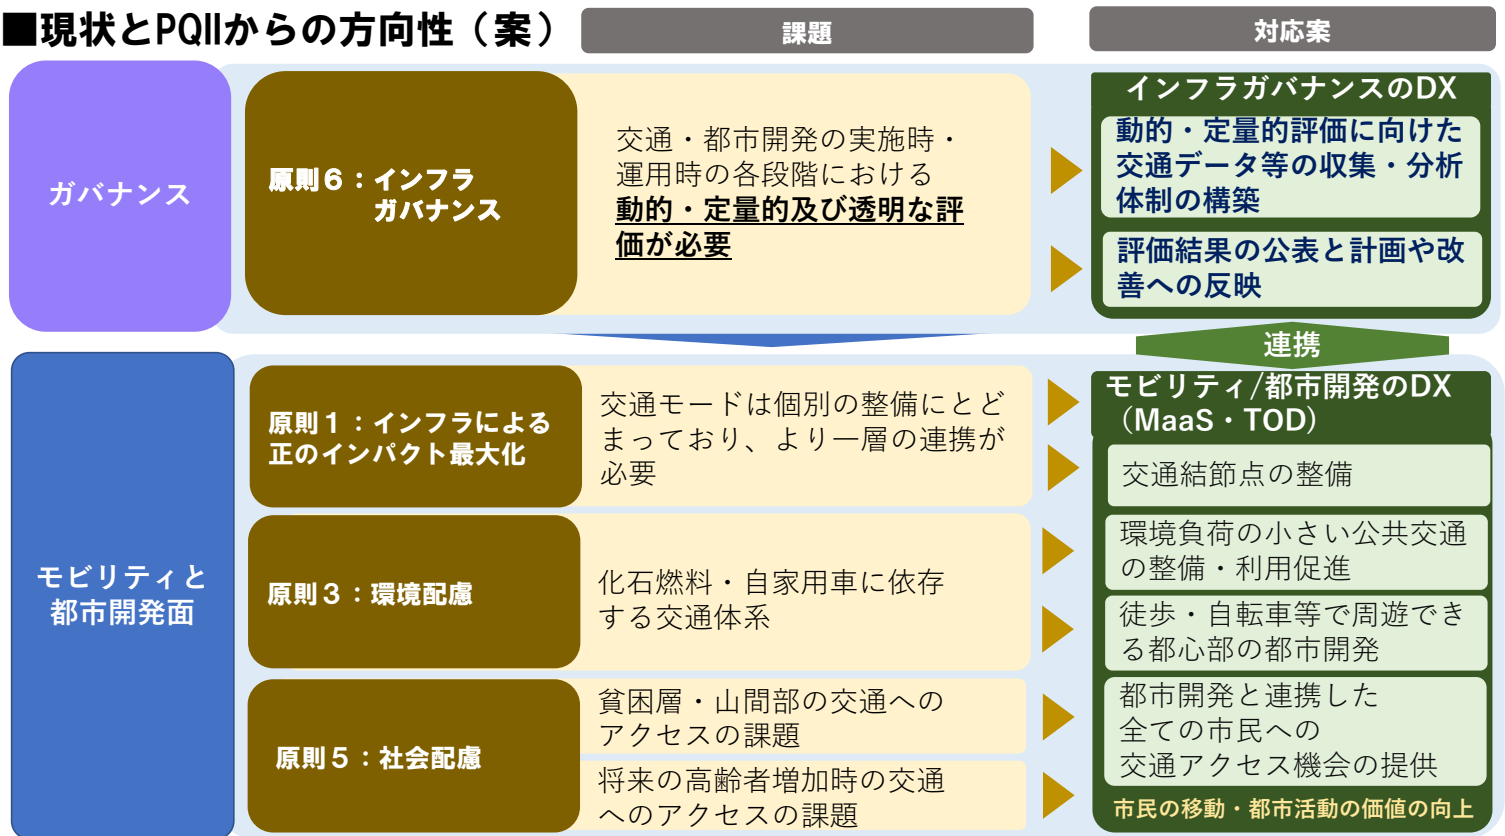 ■現状とPQIIからの方向性（案）
課題
対応案
ガバナンス
原則６：インフラ
ガバナンス
交通・都市開発の実施時・
運用時の各段階における
動的・定量的及び透明な評
価が必要
インフラガバナンスのDX
動的・定量的評価に向けた
交通データ等の収集・分析
体制の構築
評価結果の公表と計画や改
善への反映
連携
モビリティと
都市開発面
原則１：インフラによる
正のインパクト最大化
交通モードは個別の整備にとど
まっており、より一層の連携が
必要
モビリティ/都市開発のDX
（MaaS・TOD）
交通結節点の整備
原則３：環境配慮
化石燃料・自家用車に依存
する交通体系
環境負荷の小さい公共交通
の整備・利用促進
徒歩・自転車等で周遊でき
る都心部の都市開発
原則５：社会配慮
貧困層・山間部の交通への
アクセスの課題
将来の高齢者増加時の交通
へのアクセスの課題
都市開発と連携した
全ての市民への
交通アクセス機会の提供
市民の移動・都市活動の価値の向上